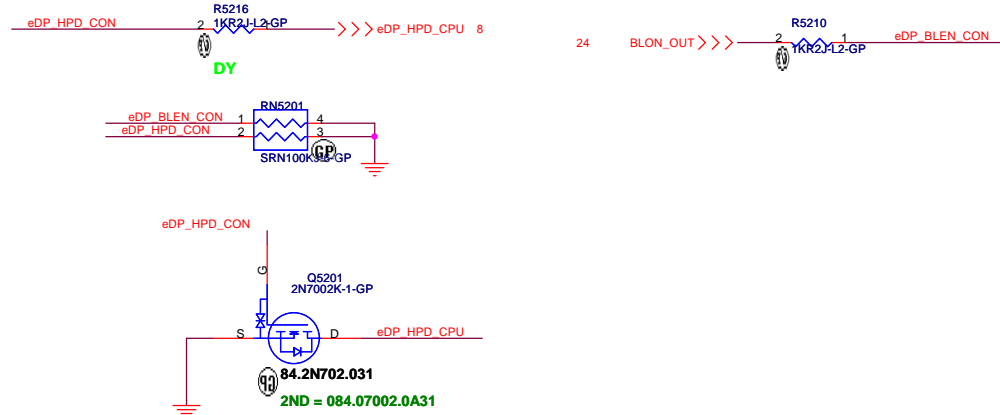 R5216
eDP_HPD_CON 2 1KR2J-L2-GP 1 eDP_HPD_CPU 8
DY
R5210
24 BLON_OUT 2 1KR2J-L2-GP 1 eDP_BLEN_CON
RN5201
eDP_BLEN_CON 1 4
eDP_HPD_CON 2 3
GP
eDP_HPD_CON
G
Q5201
2N7002K-1-GP
S D eDP_HPD_CPU
GP
84.2N702.031
2ND = 084.07002.0A31